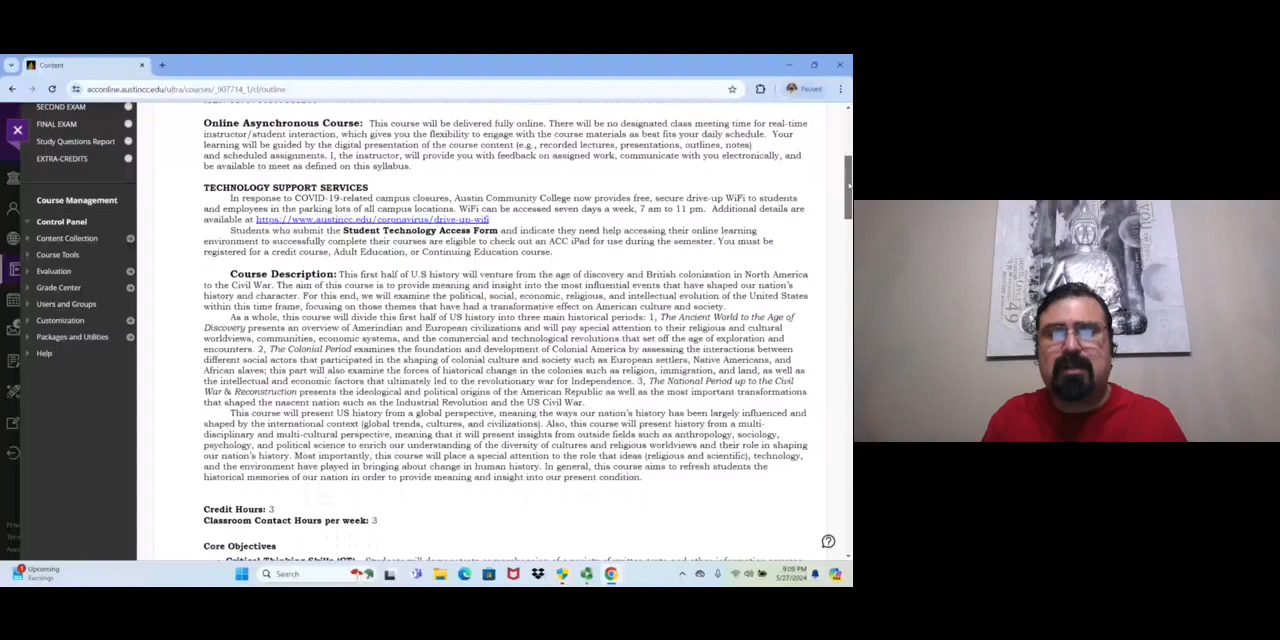 Content
acconline.austincc.edu/ultra/courses/_907714_1/cl/outline
Paused
SECOND EXAM
FINAL EXAM
Study Questions Report
EXTRA-CREDITS
Course Management
Control Panel
Content Collection
Course Tools
Evaluation
Grade Center
Users and Groups
Customization
Packages and Utilities
Help
Online Asynchronous Course: This course will be delivered fully online. There will be no designated class meeting time for real-time
instructor/student interaction, which gives you the flexibility to engage with the course materials as best fits your daily schedule. Your
learning will be guided by the digital presentation of the course content (e.g., recorded lectures, presentations, outlines, notes)
and scheduled assignments. I, the instructor, will provide you with feedback on assigned work, communicate with you electronically, and
be available to meet as defined on this syllabus.
TECHNOLOGY SUPPORT SERVICES
In response to COVID-19-related campus closures, Austin Community College now provides free, secure drive-up WiFi to students
and employees in the parking lots of all campus locations. WiFi can be accessed seven days a week, 7 am to 11 pm. Additional details are
available at https://www.austincc.edu/coronavirus/drive-up-wifi
Students who submit the Student Technology Access Form and indicate they need help accessing their online learning
environment to successfully complete their courses are eligible to check out an ACC iPad for use during the semester. You must be
registered for a credit course, Adult Education, or Continuing Education course.
Course Description: This first half of U.S history will venture from the age of discovery and British colonization in North America
to the Civil War. The aim of this course is to provide meaning and insight into the most influential events that have shaped our nation's
history and character. For this end, we will examine the political, social, economic, religious, and intellectual evolution of the United States
within this time frame, focusing on those themes that have had a transformative effect on American culture and society.
As a whole, this course will divide this first half of US history into three main historical periods: 1, The Ancient World to the Age of
Discovery presents an overview of Amerindian and European civilizations and will pay special attention to their religious and cultural
worldviews, communities, economic systems, and the commercial and technological revolutions that set off the age of exploration and
encounters. 2, The Colonial Period examines the foundation and development of Colonial America by assessing the interactions between
different social actors that participated in the shaping of colonial culture and society such as European settlers, Native Americans, and
African slaves; this part will also examine the forces of historical change in the colonies such as religion, immigration, and land, as well as
the intellectual and economic factors that ultimately led to the revolutionary war for Independence. 3, The National Period up to the Civil
War & Reconstruction presents the ideological and political origins of the American Republic as well as the most important transformations
that shaped the nascent nation such as the Industrial Revolution and the US Civil War.
This course will present US history from a global perspective, meaning the ways our nation's history has been largely influenced and
shaped by the international context (global trends, cultures, and civilizations). Also, this course will present history from a multi-
disciplinary and multi-cultural perspective, meaning that it will present insights from outside fields such as anthropology, sociology,
psychology, and political science to enrich our understanding of the diversity of cultures and religious worldviews and their role in shaping
our nation's history. Most importantly, this course will place a special attention to the role that ideas (religious and scientific), technology,
and the environment have played in bringing about change in human history. In general, this course aims to refresh students the
historical memories of our nation in order to provide meaning and insight into our present condition.
Credit Hours: 3
Classroom Contact Hours per week: 3
Core Objectives
Upcoming
Earnings
Search
9:09 PM
5/27/2024